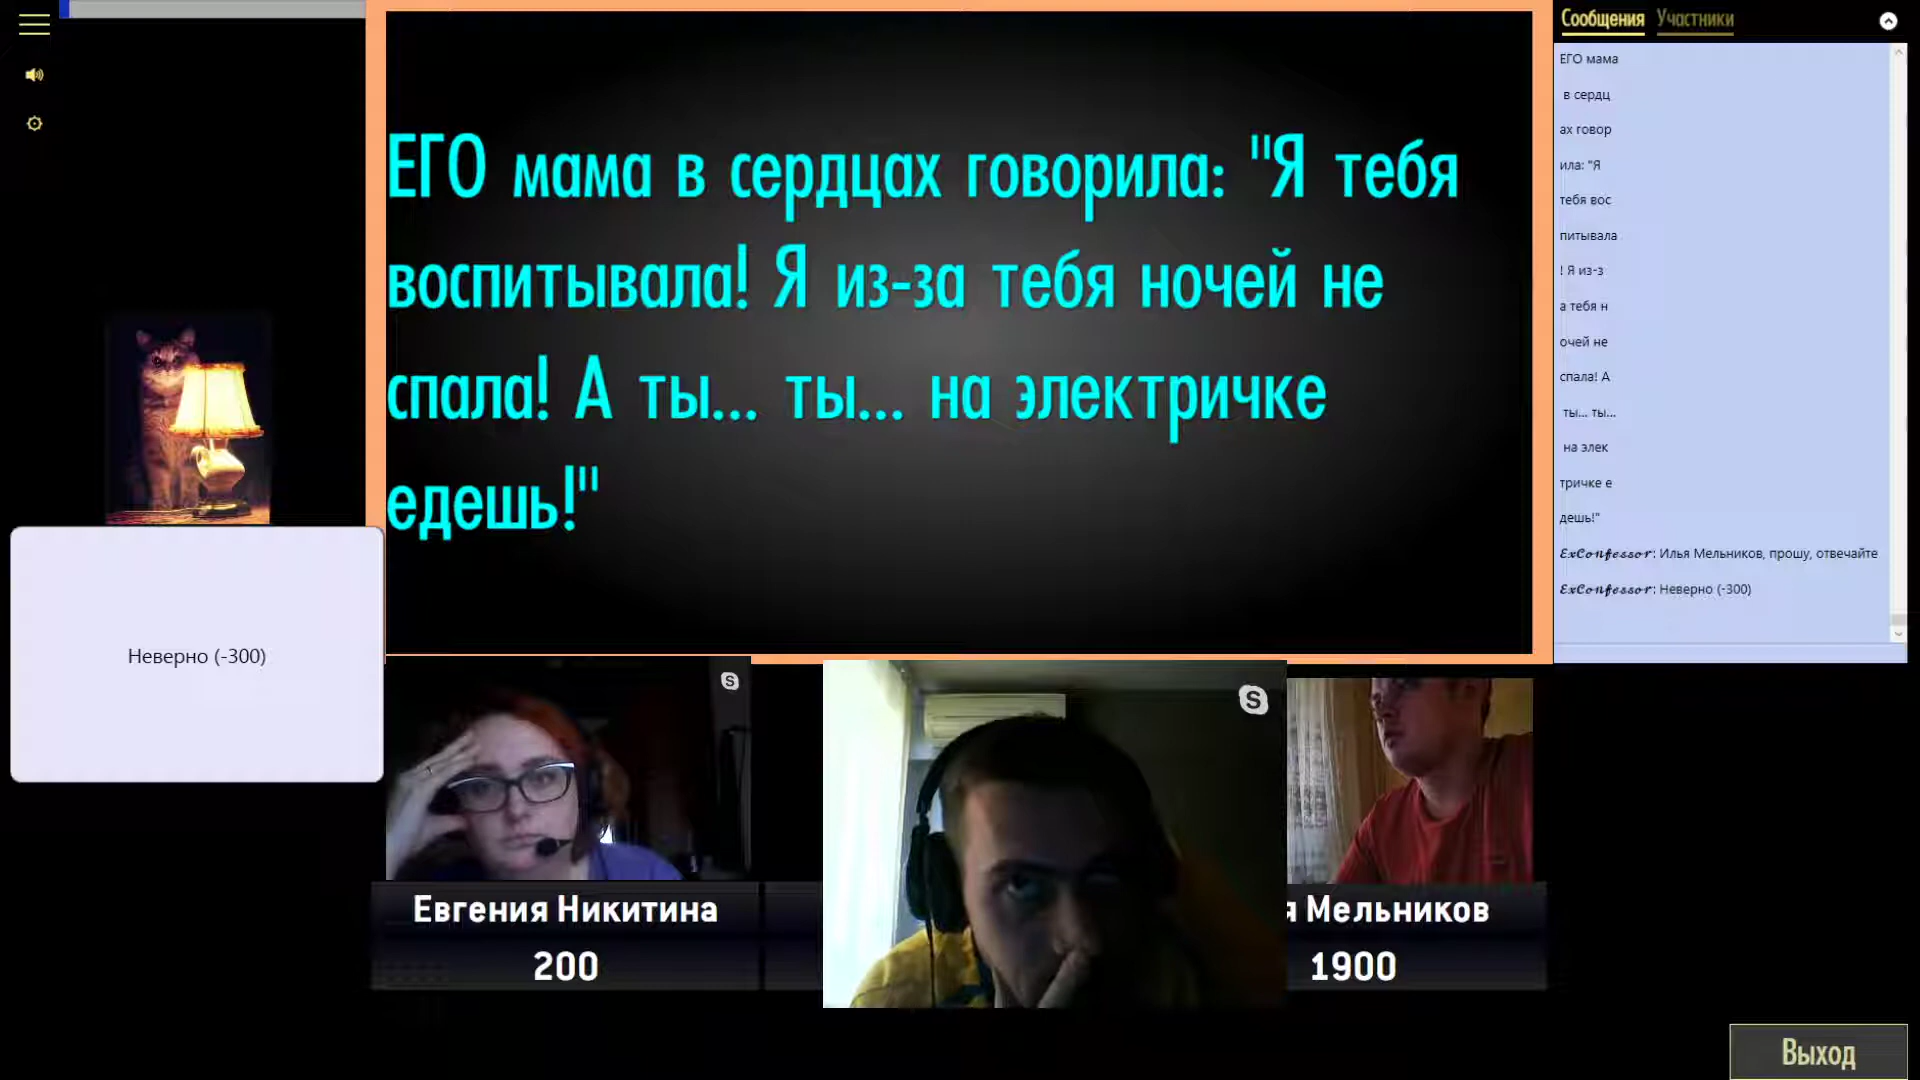 Сообщения Участники
ЕГО мама в сердцах говорила: "Я тебя
воспитывала! Я из-за тебя ночей не
спала! А ты... ты... на электричке
едешь!"
ЕГО мама
в сердц
ах говор
ила: "Я
тебя вос
питывала
! Я из-з
а тебя н
очей не
спала! А
ты... ты...
на элек
тричке е
дешь!"
ExConfessor: Илья Мельников, прошу, отвечайте
ExConfessor: Неверно (-300)
Неверно (-300)
Евгения Никитина
200
я Мельников
1900
Выход